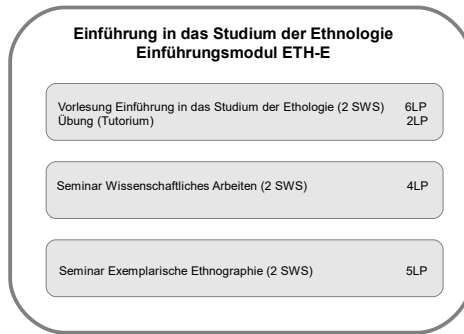 Einführung in das Studium der Ethnologie
Einführungsmodul ETH-E
Vorlesung Einführung in das Studium der Ethologie (2 SWS) 6LP
Übung (Tutorium) 2LP
Seminar Wissenschaftliches Arbeiten (2 SWS) 4LP
Seminar Exemplarische Ethnographie (2 SWS) 5LP